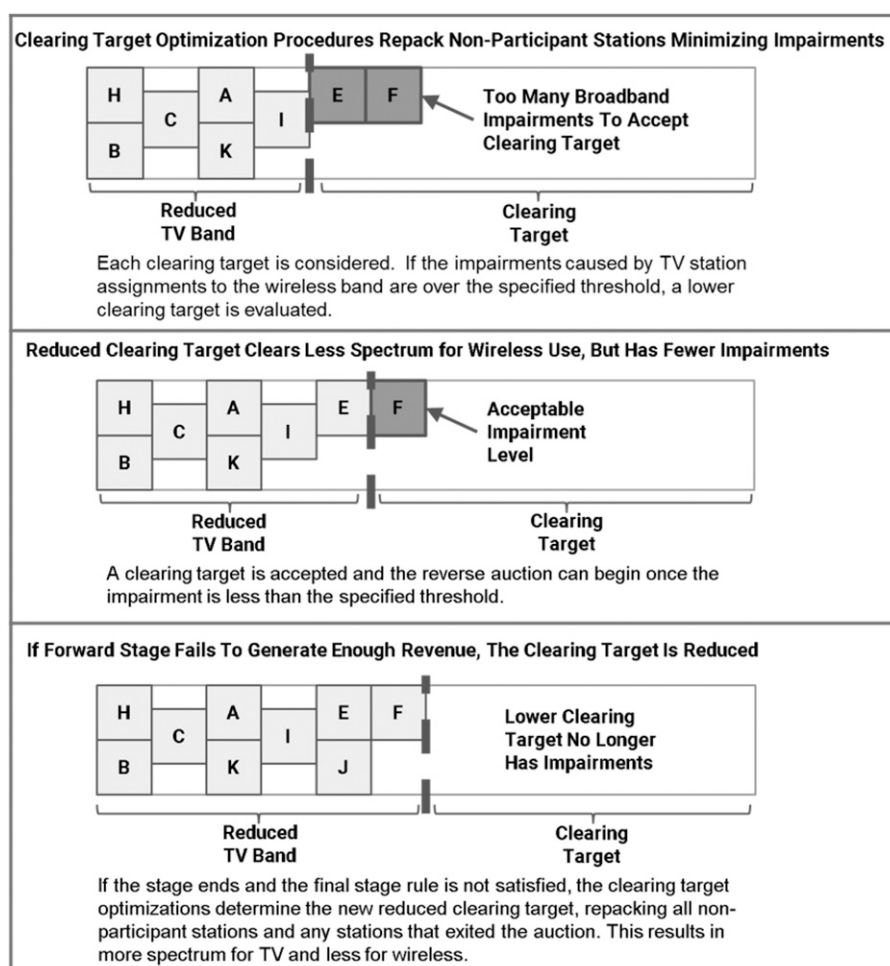 Clearing Target Optimization Procedures Repack Non-Participant Stations Minimizing Impairments
H
A
E
F
C
I
B
K
Too Many Broadband
Impairments To Accept
Clearing Target
Reduced
TV Band
Clearing
Target
Each clearing target is considered. If the impairments caused by TV station
assignments to the wireless band are over the specified threshold, a lower
clearing target is evaluated.
Reduced Clearing Target Clears Less Spectrum for Wireless Use, But Has Fewer Impairments
H
A
E
F
C
I
B
K
Acceptable
Impairment
Level
Reduced
TV Band
Clearing
Target
A clearing target is accepted and the reverse auction can begin once the
impairment is less than the specified threshold.
If Forward Stage Fails To Generate Enough Revenue, The Clearing Target Is Reduced
H
A
E
F
C
I
B
K
J
Lower Clearing
Target No Longer
Has Impairments
Reduced
TV Band
Clearing
Target
If the stage ends and the final stage rule is not satisfied, the clearing target
optimizations determine the new reduced clearing target, repacking all non-
participant stations and any stations that exited the auction. This results in
more spectrum for TV and less for wireless.